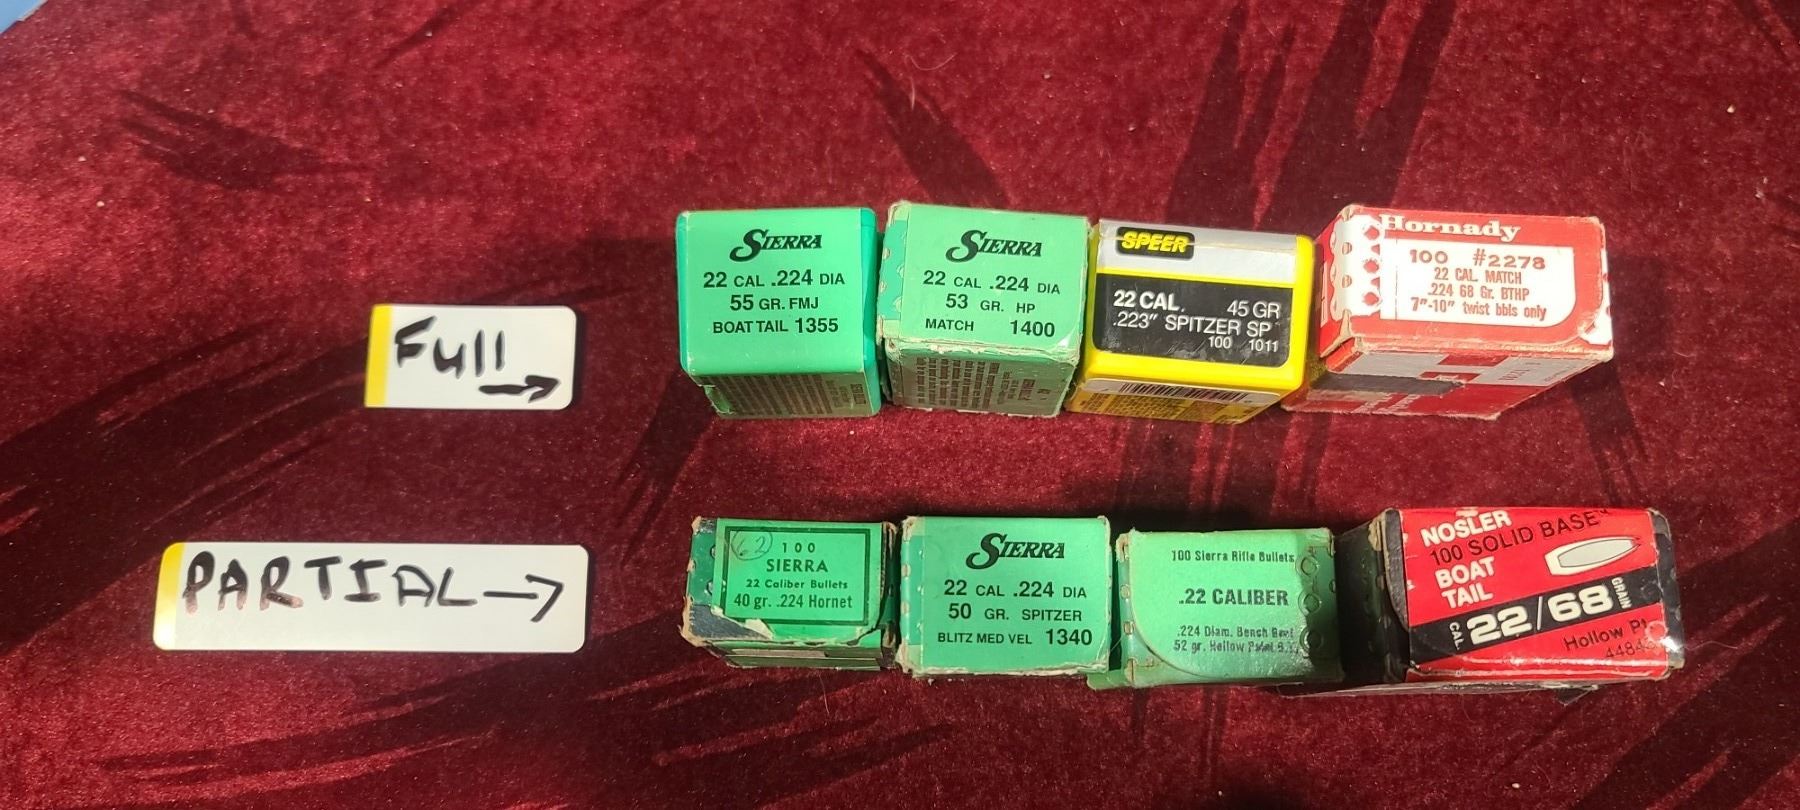 Full →
SIERRA
22 CAL .224 DIA
55 GR. FMJ
BOAT TAIL 1355
SIERRA
22 CAL .224 DIA
53 GR. HP
MATCH 1400
SPEER
22 CAL. 45 GR
.223" SPITZER SP
100 1011
Hornady
100 #2278
22 CAL. MATCH
.224 68 Gr. BTHP
7"-10" twist bbls only
PARTIAL →
62
100
SIERRA
22 Caliber Bullets
40 gr. .224 Hornet
SIERRA
22 CAL .224 DIA
50 GR. SPITZER
BLITZ MED VEL 1340
100 Sierra Rifle Bullets
.22 CALIBER
.224 Diam. Bench Rest
52 gr. Hollow
NOSLER
100 SOLID BASE
BOAT
TAIL
CAL 22/68 GRAIN
Hollow